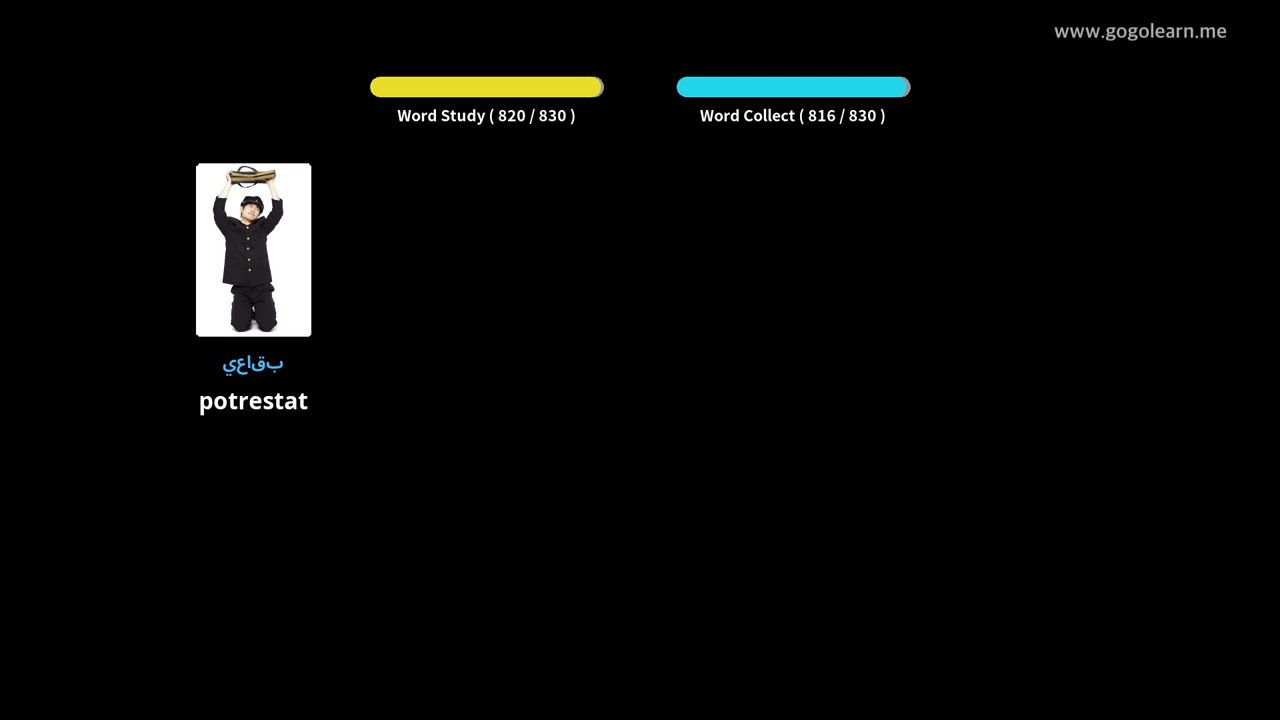 www.gogolearn.me
Word Study ( 820 / 830 )
Word Collect ( 816 / 830 )
بقاعي
potrestat